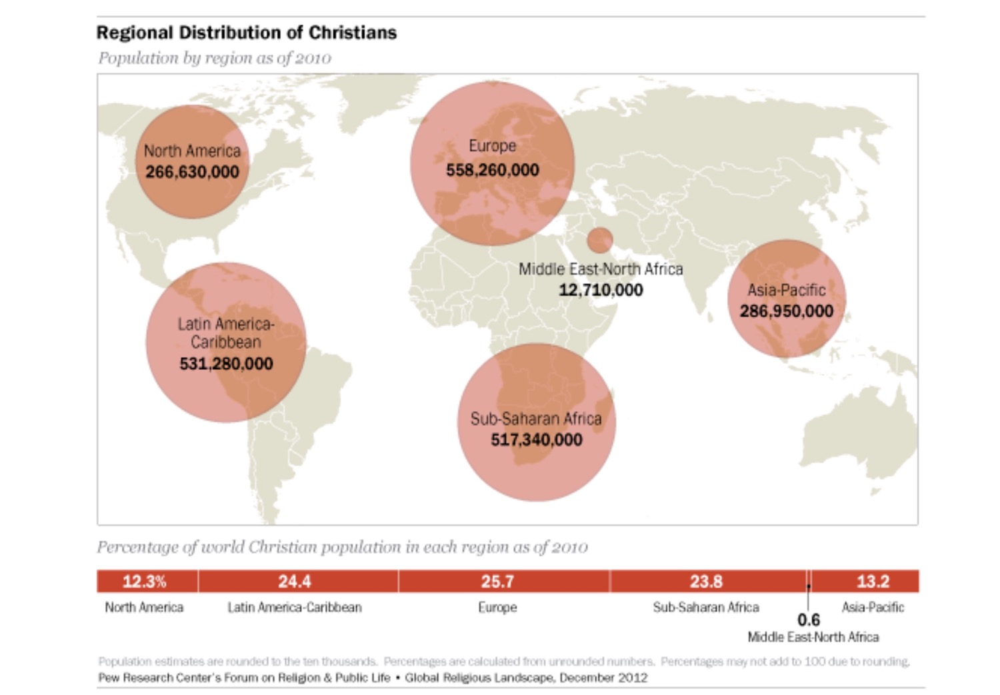 Regional Distribution of Christians
Population by region as of 2010
North America
266,630,000
Europe
558,260,000
Middle East-North Africa
12,710,000
Asia-Pacific
286,950,000
Latin America-
Caribbean
531,280,000
Sub-Saharan Africa
517,340,000
Percentage of world Christian population in each region as of 2010
12.3% 24.4 25.7 23.8 13.2
North America Latin America-Caribbean Europe Sub-Saharan Africa Asia-Pacific
0.6
Middle East-North Africa
Population estimates are rounded to the ten thousands. Percentages are calculated from unrounded numbers. Percentages may not add to 100 due to rounding.
Pew Research Center's Forum on Religion & Public Life • Global Religious Landscape, December 2012